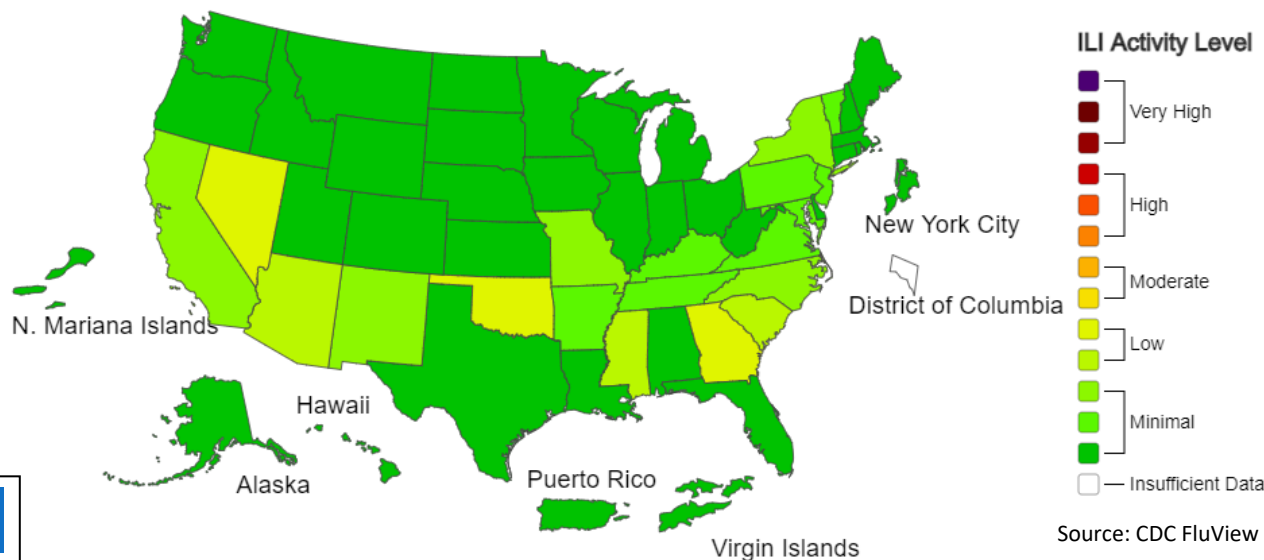 ILI Activity Level
Very High
High
Moderate
Low
Minimal
Insufficient Data
New York City
District of Columbia
N. Mariana Islands
Hawaii
Alaska
Puerto Rico
Virgin Islands
Source: CDC FluView